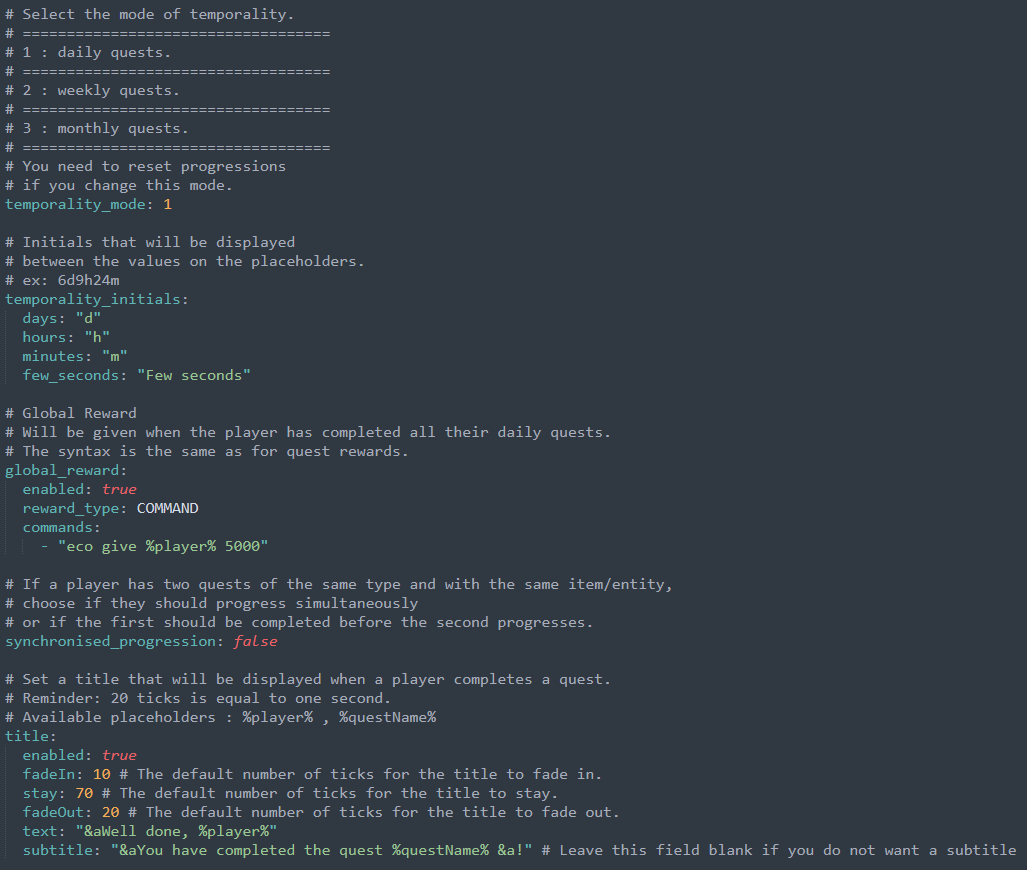 # Select the mode of temporality.
# ===================================
# 1 : daily quests.
# ===================================
# 2 : weekly quests.
# ===================================
# 3 : monthly quests.
# ===================================
# You need to reset progressions
# if you change this mode.
temporality_mode: 1

# Initials that will be displayed
# between the values on the placeholders.
# ex: 6d9h24m
temporality_initials:
  days: "d"
  hours: "h"
  minutes: "m"
  few_seconds: "Few seconds"

# Global Reward
# Will be given when the player has completed all their daily quests.
# The syntax is the same as for quest rewards.
global_reward:
  enabled: true
  reward_type: COMMAND
  commands:
    - "eco give %player% 5000"

# If a player has two quests of the same type and with the same item/entity,
# choose if they should progress simultaneously
# or if the first should be completed before the second progresses.
synchronised_progression: false

# Set a title that will be displayed when a player completes a quest.
# Reminder: 20 ticks is equal to one second.
# Available placeholders : %player% , %questName%
title:
  enabled: true
  fadeIn: 10 # The default number of ticks for the title to fade in.
  stay: 70 # The default number of ticks for the title to stay.
  fadeOut: 20 # The default number of ticks for the title to fade out.
  text: "&aWell done, %player%"
  subtitle: "&aYou have completed the quest %questName% &a!" # Leave this field blank if you do not want a subtitle